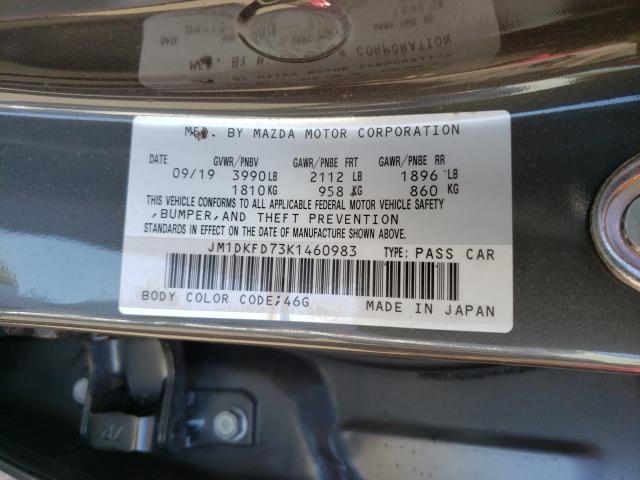 MFD. BY MAZDA MOTOR CORPORATION
DATE GVWR/PNBV GAWR/PNBE FRT GAWR/PNBE RR
09/19 3990LB 2112 LB 1896 LB
1810KG 958 KG 860 KG
THIS VEHICLE CONFORMS TO ALL APPLICABLE FEDERAL MOTOR VEHICLE SAFETY
,BUMPER,AND THEFT PREVENTION
STANDARDS IN EFFECT ON THE DATE OF MANUFACTURE SHOWN ABOVE.
JM1DKFD73K1460983 TYPE: PASS CAR
BODY COLOR CODE;46G MADE IN JAPAN